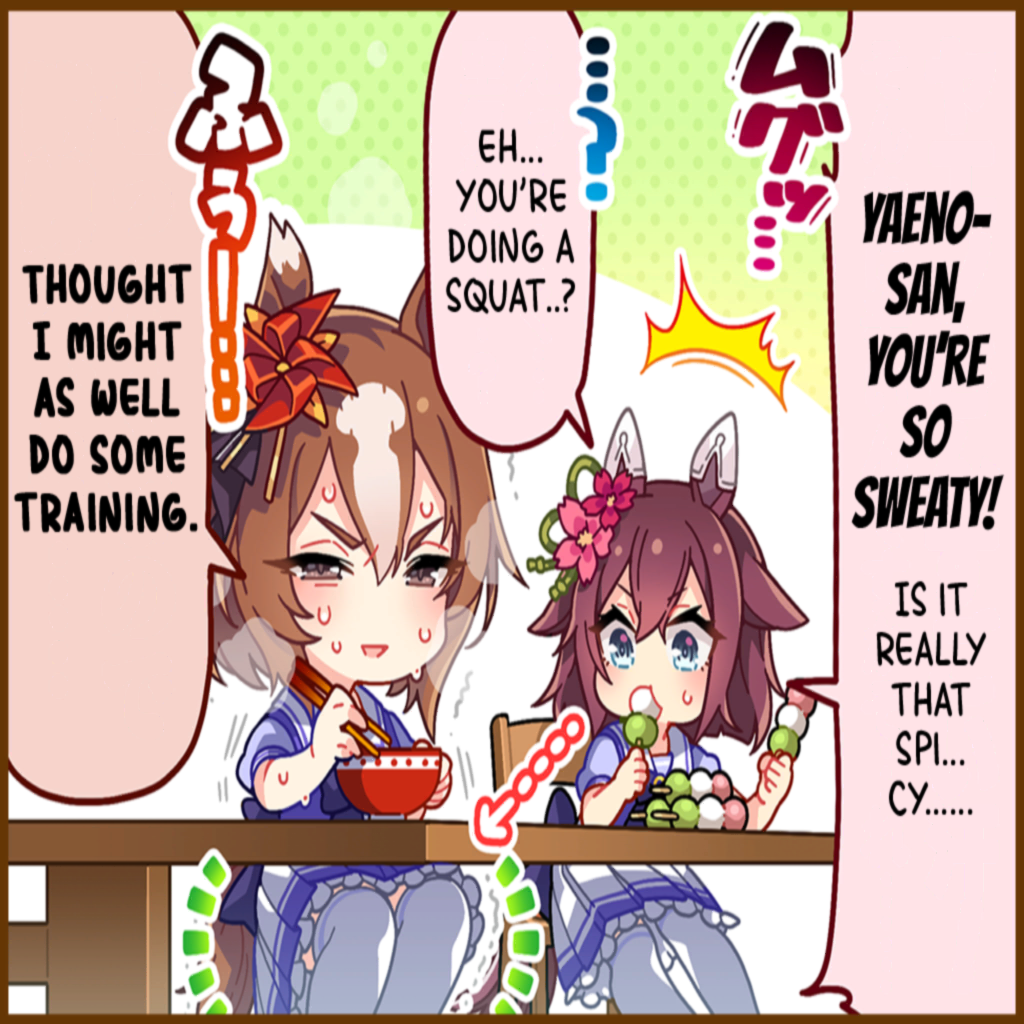 YAENO-
SAN,
YOU'RE
SO
SWEATY!
IS IT
REALLY
THAT
SPI...
CY......
ムグッ…
…?
EH...
YOU'RE
DOING A
SQUAT..?
ふぅ!!
THOUGHT
I MIGHT
AS WELL
DO SOME
TRAINING.